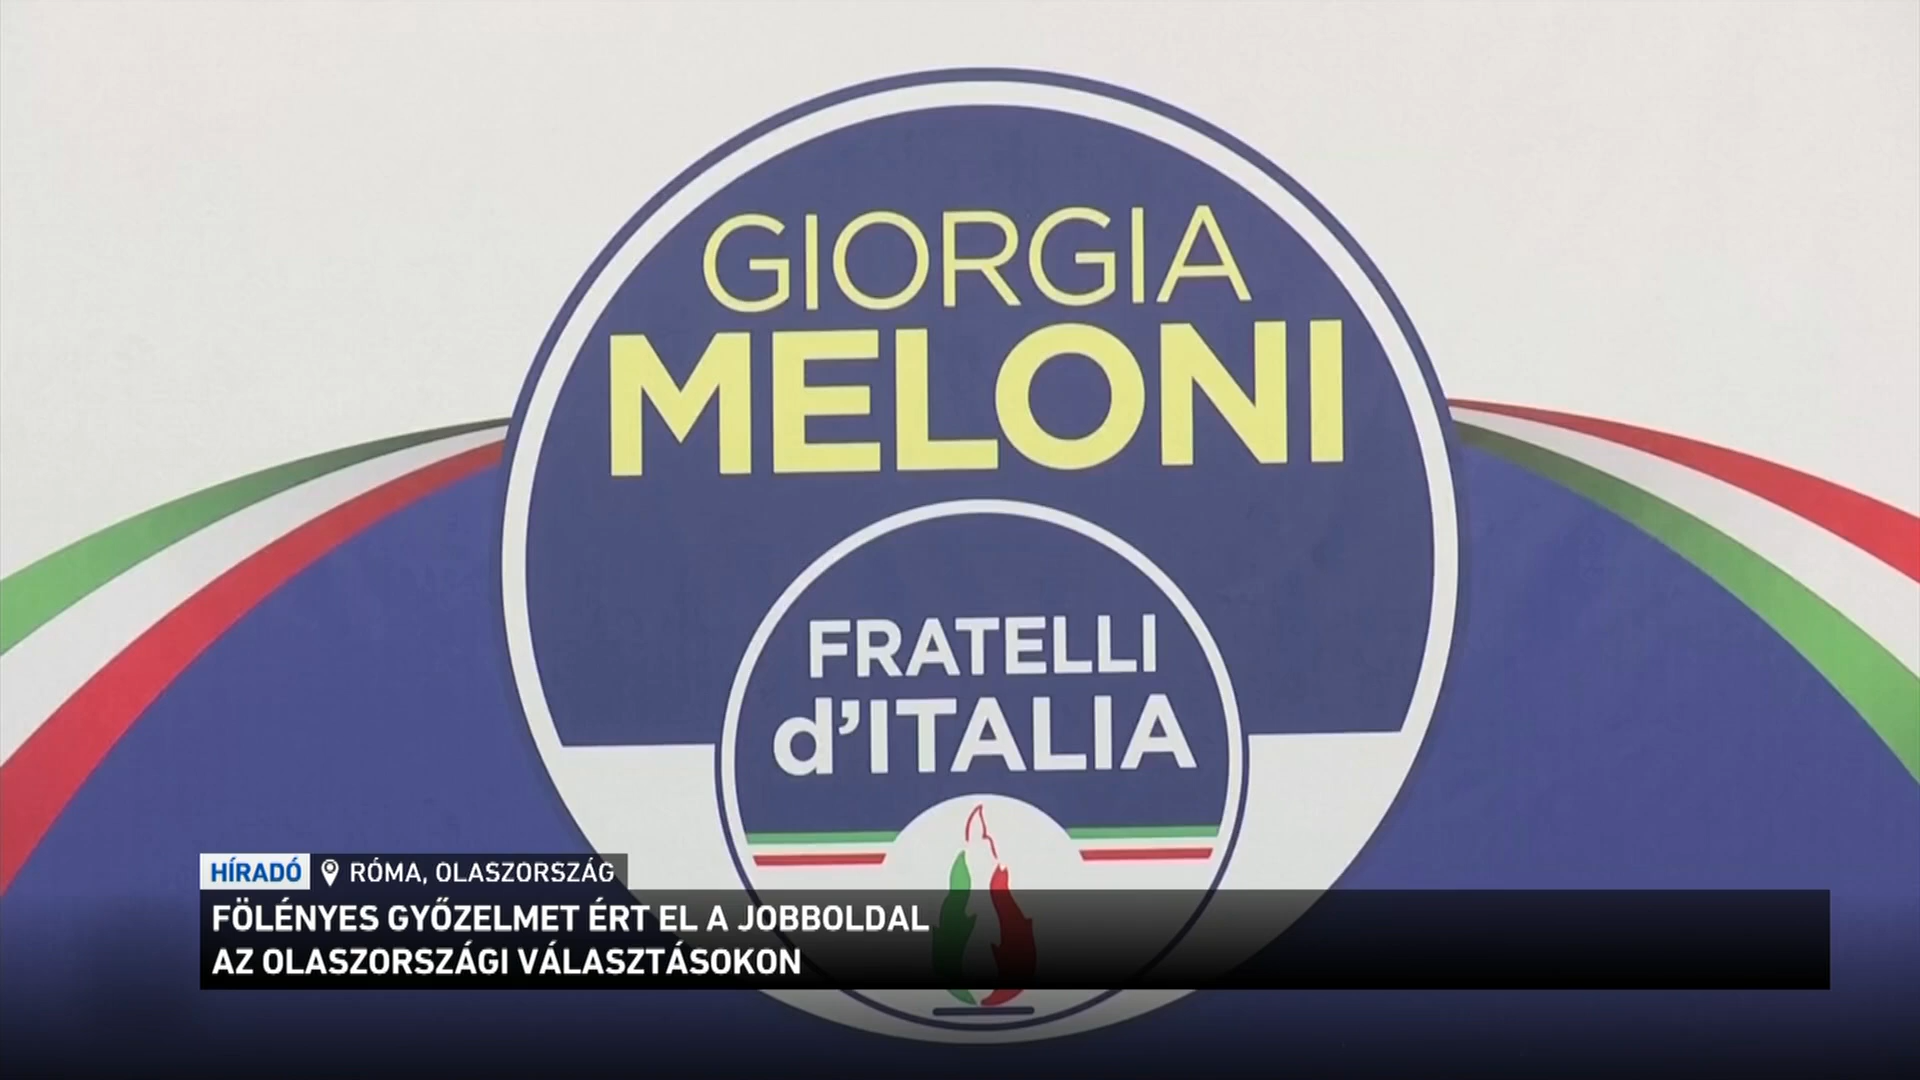 GIORGIA
MELONI
FRATELLI
d'ITALIA
HÍRADÓ
RÓMA, OLASZORSZÁG
FÖLÉNYES GYŐZELMET ÉRT EL A JOBBOLDAL
AZ OLASZORSZÁGI VÁLASZTÁSOKON